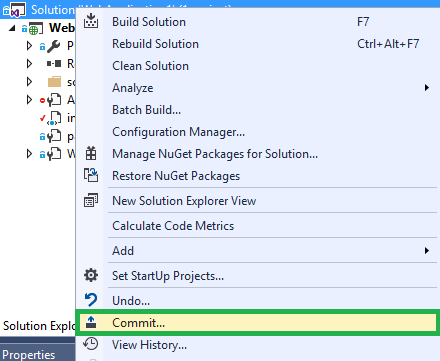 Solution
Build Solution F7
Web
Rebuild Solution Ctrl+Alt+F7
Clean Solution
Analyze
Batch Build...
Configuration Manager...
Manage NuGet Packages for Solution...
Restore NuGet Packages
New Solution Explorer View
Calculate Code Metrics
Add
Set StartUp Projects...
Undo...
Commit...
Solution Explo
View History...
Properties